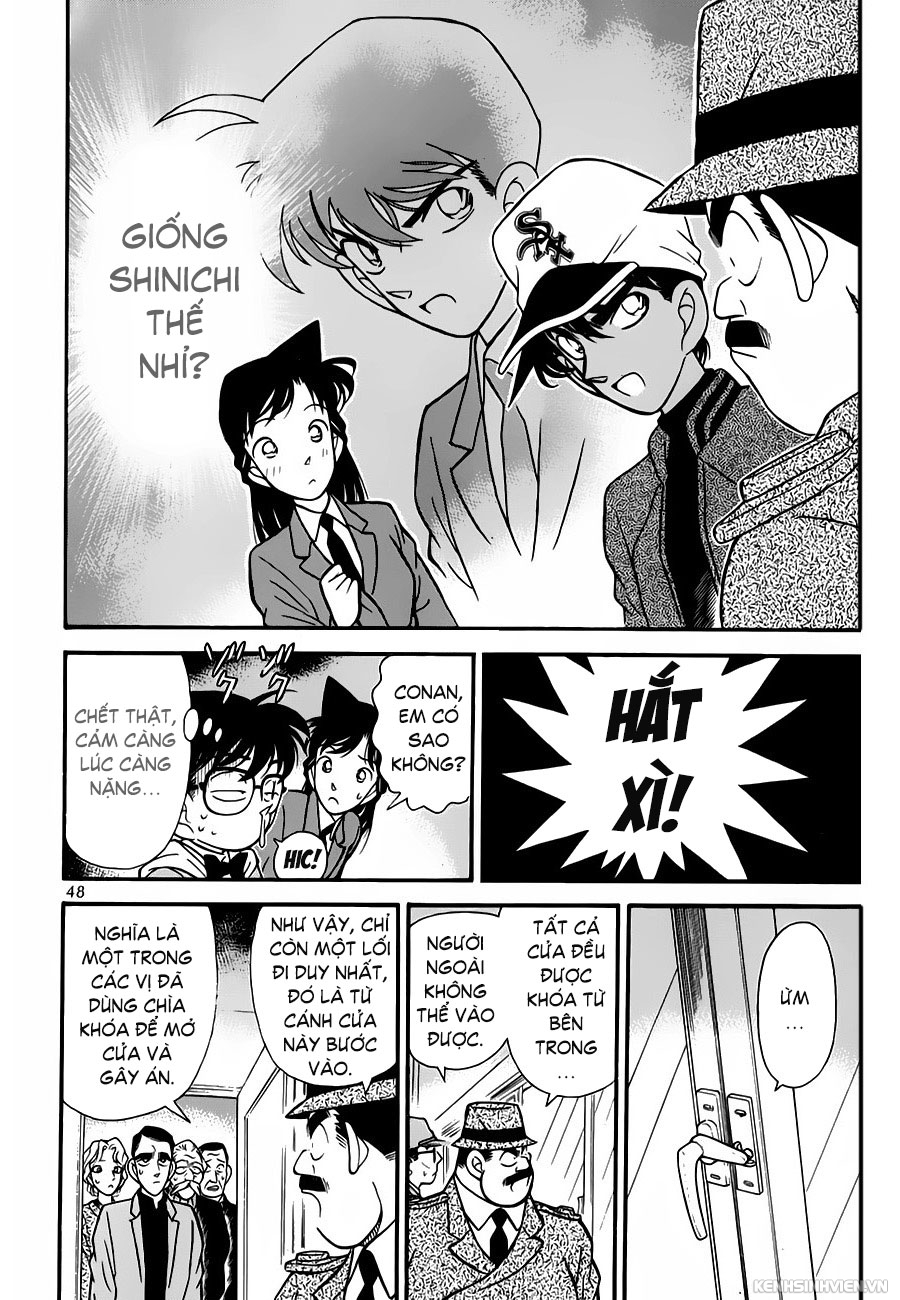 GIỐNG
SHINICHI
THẾ
NHỈ?
HẮT
XÌ!
CONAN,
EM CÓ
SAO
KHÔNG?
HIC!
CHẾT THẬT,
CẢM CÀNG
LÚC CÀNG
NẶNG...
48
ỪM
...
TẤT CẢ
CỬA ĐỀU
ĐƯỢC
KHÓA TỪ
BÊN
TRONG
...
NGƯỜI
NGOÀI
KHÔNG
THỂ VÀO
ĐƯỢC.
NHƯ VẬY, CHỈ
CÒN MỘT LỐI
ĐI DUY NHẤT,
ĐÓ LÀ TỪ
CÁNH CỬA
NÀY BƯỚC
VÀO.
NGHĨA LÀ
MỘT TRONG
CÁC VỊ ĐÃ
DÙNG CHÌA
KHÓA ĐỂ MỞ
CỬA VÀ
GÂY ÁN.
KENHSINHVIEN.VN